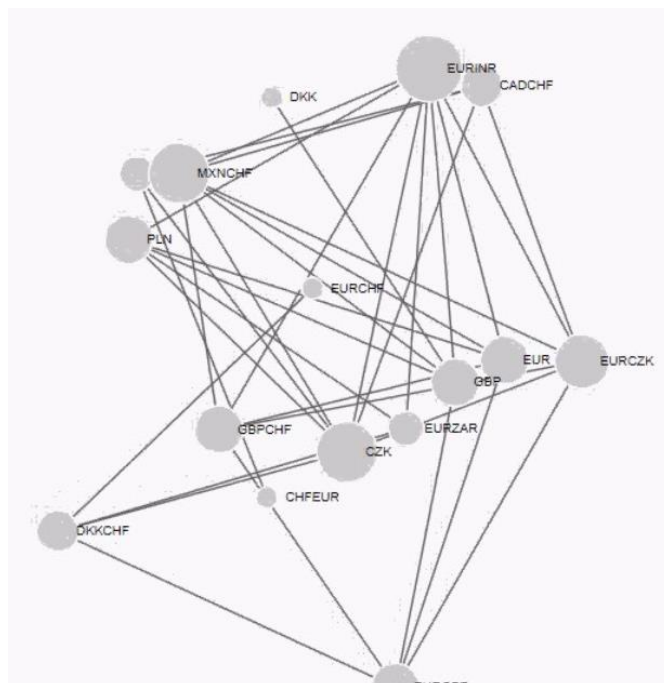 EURINR
CADCHF
DKK
MXNCHF
PLN
EURCHF
EUR
EURCZK
GBP
GBPCHF
EURZAR
CZK
CHFEUR
DKKCHF